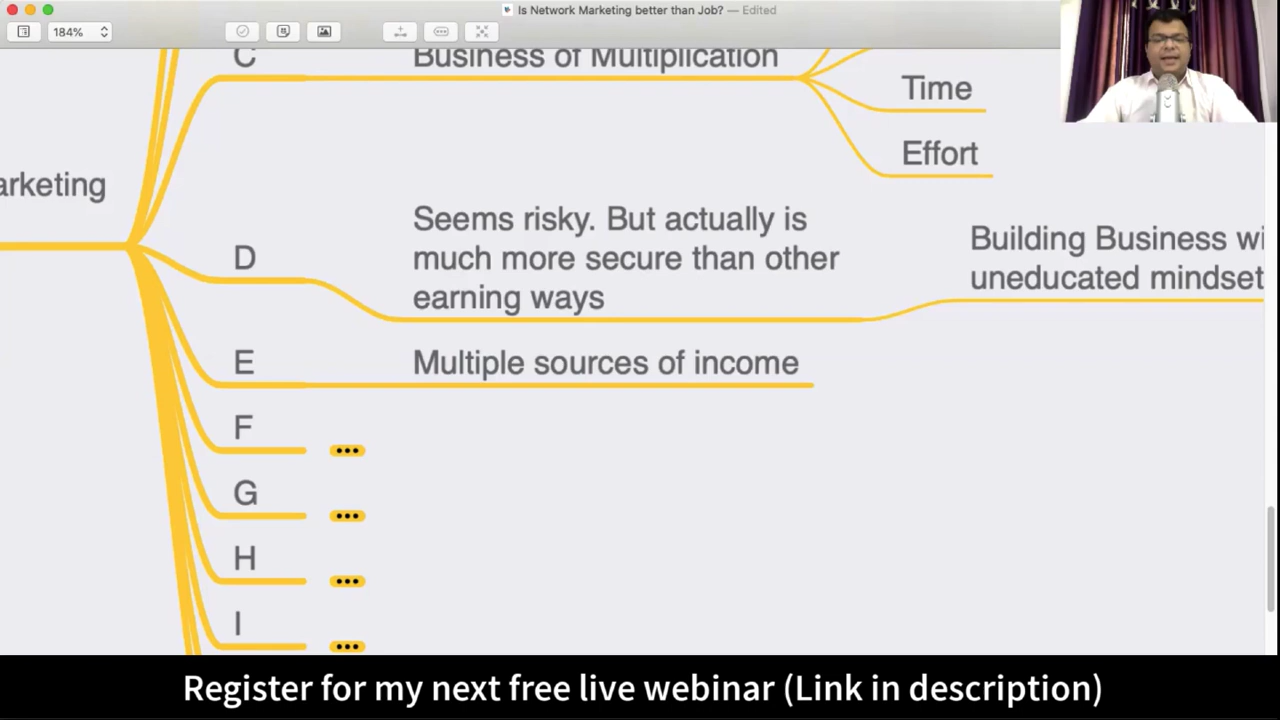 Is Network Marketing better than Job? — Edited
184%
C
Business of Multiplication
Time
Effort
arketing
D
Seems risky. But actually is
much more secure than other
earning ways
Building Business wi
uneducated mindset
E
Multiple sources of income
F
G
H
I
Register for my next free live webinar (Link in description)